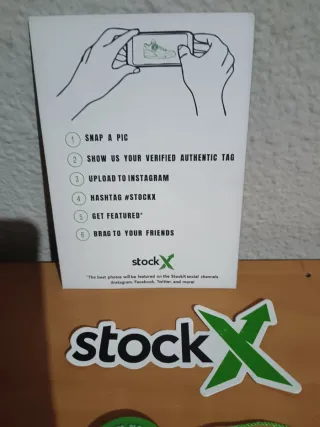 1 SNAP A PIC
2 SHOW US YOUR VERIFIED AUTHENTIC TAG
3 UPLOAD TO INSTAGRAM
4 HASHTAG #STOCKX
5 GET FEATURED*
6 BRAG TO YOUR FRIENDS
stockX
*The best photos will be featured on the StockX social channels
(Instagram, Facebook, Twitter, and more)
stockX